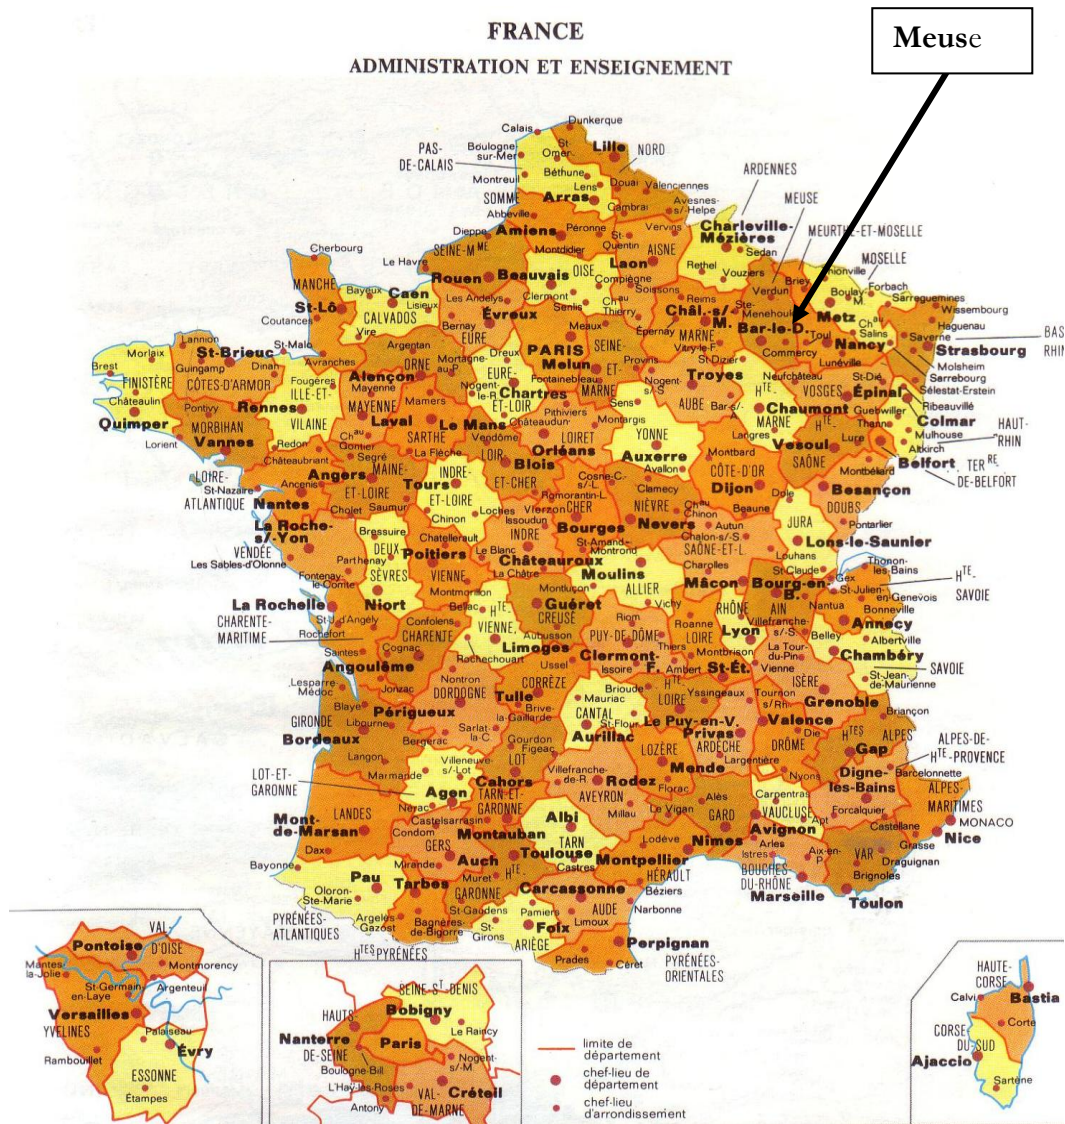 FRANCE
ADMINISTRATION ET ENSEIGNEMENT
Meuse
Calais
Dunkerque
Boulogne-
sur-Mer
St-
Omer
Lille
NORD
PAS-
DE-CALAIS
Béthune
Montreuil
Lens
Douai
Valenciennes
Arras
Cambrai
Avesnes-
s/-Helpe
ARDENNES
MEUSE
MEURTHE-ET-MOSELLE
MOSELLE
SOMME
Abbeville
Amiens
Péronne
St-
Quentin
Vervins
AISNE
Charleville-
Mézières
Sedan
Dieppe
SEINE-MME
Montdidier
Laon
Rethel
Vouziers
Verdun
Briey
Thionville
Boulay-
M.
Forbach
Sarreguemines
Wissembourg
Cherbourg
Le Havre
Rouen
Beauvais
OISE
Compiègne
Soissons
Reims
Ste-
Menehould
Metz
Haguenau
BAS
RHIN
MANCHE
Bayeux
Caen
Lisieux
Les Andelys
Clermont
Senlis
Chau
Thierry
Châl.-s/-
M.
Bar-le-D.
Toul
Chau
Salins
Saverne
St-Lô
CALVADOS
Bernay
Évreux
EURE
Meaux
Épernay
MARNE
Nancy
Strasbourg
Coutances
Vire
Argentan
ORNE
Mortagne-
au-P.
Dreux
PARIS
SEINE-
ET-
MARNE
Melun
Provins
Vitry-le-F.
St-Dizier
Commercy
Lunéville
Molsheim
Sarrebourg
Sélestat-Erstein
Ribeauvillé
St-Malo
Avranches
Alençon
EURE-
ET-LOIR
Nogent-
le-R.
Chartres
Fontainebleau
Nogent-
s/-S
Troyes
AUBE
Bar-s/-
A
Neufchâteau
VOSGES
St-Dié
Épinal
Colmar
Guebwiller
Thann
Mulhouse
Altkirch
HAUT-
RHIN
Morlaix
Lannion
Brest
St-Brieuc
Guingamp
Dinan
FINISTÈRE
CÔTES-D'ARMOR
Fougères
ILLE-ET-
VILAINE
Mayenne
MAYENNE
Mamers
Châteaulin
Rennes
Laval
Le Mans
SARTHE
Châteaudun
Pithiviers
Montargis
Sens
YONNE
HTE
MARNE
Chaumont
Langres
Vesoul
HTE
SAÔNE
Lure
Belfort
TERRE
DE-BELFORT
Quimper
Pontivy
MORBIHAN
Vannes
Lorient
Redon
Châteaubriant
Chau
Gontier
Segré
La Flèche
Vendôme
LOIR-
ET-CHER
LOIRET
Orléans
Auxerre
Avallon
Montbard
CÔTE-D'OR
Dijon
Montbéliard
Besançon
DOUBS
LOIRE-
ATLANTIQUE
St-Nazaire
Ancenis
Angers
MAINE-
ET-LOIRE
INDRE-
ET-LOIRE
Tours
Blois
Cosne-C.-
s/-L
Clamecy
NIÈVRE
Nantes
Cholet
Saumur
Chinon
Loches
Romorantin-L.
Vierzon
CHER
Bourges
Nevers
Chau
Chinon
Beaune
Dole
Autun
JURA
Pontarlier
La Roche-
s/-Yon
VENDÉE
Les Sables-d'Olonne
Bressuire
DEUX-
SÈVRES
Parthenay
Chatellerault
Poitiers
Issoudun
INDRE
Le Blanc
Châteauroux
La Châtre
St-Amand-
Montrond
Chalon-s/-S
SAÔNE-ET-L.
Louhans
Lons-le-Saunier
St-Claude
Thonon-
les-Bains
Fontenay-
le-Comte
VIENNE
Montmorillon
Moulins
ALLIER
Charolles
Mâcon
Bourg-en-
B.
Gex
St-Julien-
en-Genevois
HTE-
SAVOIE
Niort
La Rochelle
St-J. d'Angély
Rochefort
CHARENTE-
MARITIME
Confolens
CHARENTE
Bellac
HTE-
VIENNE
Montluçon
Guéret
CREUSE
Aubusson
Vichy
Riom
PUY-DE-DÔME
Roanne
LOIRE
RHÔNE
Villefranche-
s/-S
AIN
Nantua
Bonneville
Annecy
Lyon
Belley
Albertville
Saintes
Cognac
Angoulême
Limoges
Rochechouart
Ussel
Clermont-
F.
Thiers
Issoire
Ambert
Montbrison
St-Ét.
La Tour-
du-Pin
Vienne
Chambéry
SAVOIE
St-Jean-
de-Maurienne
Lesparre-
Médoc
Jonzac
Nontron
DORDOGNE
Tulle
CORRÈZE
Brive-
la-Gaillarde
Mauriac
CANTAL
Brioude
St-Flour
HTE
LOIRE
Yssingeaux
Tournon
s/Rh
ISÈRE
Grenoble
Briançon
Blaye
GIRONDE
Libourne
Bordeaux
Périgueux
Sarlat-
la-C
Bergerac
Gourdon
Figeac
LOT
Aurillac
Le Puy-en-V.
Privas
ARDÈCHE
Largentière
Valence
Die
DRÔME
HTES
ALPES
Gap
ALPES-DE-
HTE-PROVENCE
Barcelonnette
Langon
LOT-ET-
GARONNE
Marmande
Villeneuve-
s/-Lot
Agen
Nérac
Cahors
TARN-ET-
GARONNE
Castelsarrasin
Villefranche-
de-R
Rodez
AVEYRON
Millau
LOZÈRE
Mende
Florac
Le Vigan
Alès
GARD
Nyons
Carpentras
VAUCLUSE
Apt
Digne-
les-Bains
Forcalquier
ALPES-
MARITIMES
MONACO
LANDES
Mont-
de-Marsan
Dax
Condom
GERS
Montauban
Albi
TARN
Lodève
Nîmes
Avignon
Arles
Castellane
Nice
Grasse
Bayonne
Mirande
Auch
Toulouse
HTE-
GARONNE
Castres
Montpellier
HÉRAULT
Béziers
Istres
Aix-en-
P.
BOUCHES
DU-RHÔNE
Marseille
VAR
Draguignan
Brignoles
Toulon
Pau
Oloron-
Ste-Marie
Tarbes
Muret
Carcassonne
AUDE
Narbonne
PYRÉNÉES-
ATLANTIQUES
Argelès-
Gazost
Bagnères-
de-Bigorre
St-Gaudens
St-
Girons
Pamiers
Foix
ARIÈGE
Limoux
HTES-PYRÉNÉES
Perpignan
Prades
Céret
PYRÉNÉES-
ORIENTALES
VAL-
D'OISE
Pontoise
Mantes-
la-Jolie
Montmorency
St-Germain-
en-Laye
Argenteuil
Versailles
YVELINES
Palaiseau
Évry
Rambouillet
ESSONNE
Étampes
SEINE-ST-DENIS
HAUTS-
DE-SEINE
Bobigny
Le Raincy
Nanterre
Paris
Boulogne-Bill
Nogent-
s/-M
L'Haÿ-les-Roses
VAL-
DE-MARNE
Créteil
Antony
limite de
département
chef-lieu de
département
chef-lieu
d'arrondissement
HAUTE-
CORSE
Calvi
Bastia
Corte
CORSE
DU-SUD
Ajaccio
Sartène